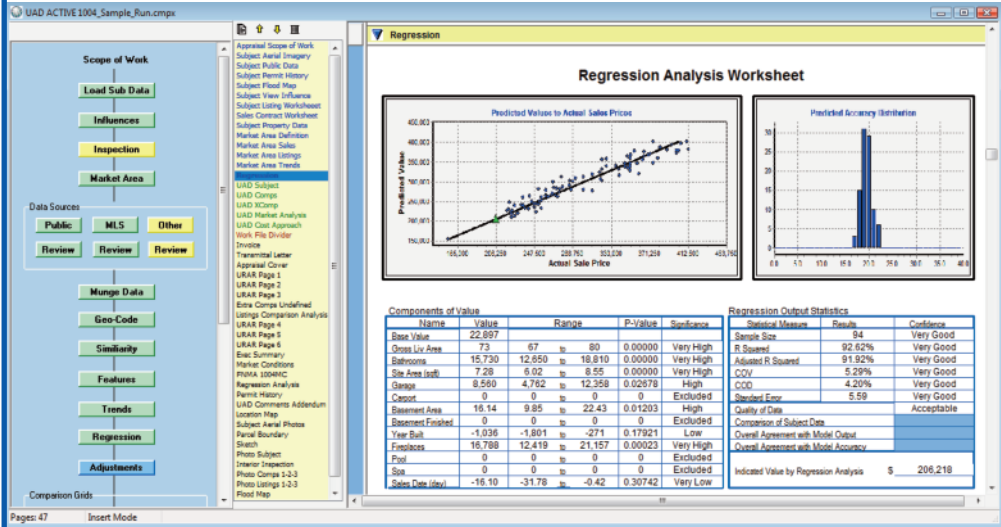 UAD ACTIVE 1004_Sample_Run.cmpx
Scope of Work
Load Sub Data
Influences
Inspection
Market Area
Data Sources
Public MLS Other
Review Review Review
Munge Data
Geo-Code
Similiarity
Features
Trends
Regression
Adjustments
Comparison Grids
Appraisal Scope of Work
Subject Aerial Imagery
Subject Public Data
Subject Permit History
Subject Flood Map
Subject View Influence
Subject Listing Worksheet
Sales Contract Worksheet
Subject Property Data
Market Area Definition
Market Area Sales
Market Area Listings
Market Area Trends
Regression
UAD Subject
UAD Comps
UAD XComp
UAD Market Analysis
UAD Cost Approach
Work File Divider
Invoice
Transmittal Letter
Appraisal Cover
URAR Page 1
URAR Page 2
URAR Page 3
Extra Comps Undefined
Listings Comparison Analysis
URAR Page 4
URAR Page 5
URAR Page 6
Exec Summary
Market Conditions
FNMA 1004MC
Regression Analysis
Permit History
UAD Comments Addendum
Location Map
Subject Aerial Photos
Parcel Boundary
Sketch
Photo Subject
Interior Inspection
Photo Comps 1-2-3
Photo Listings 1-2-3
Flood Map
Regression
Regression Analysis Worksheet
Predicted Values to Actual Sales Prices
Predicted Value
Actual Sale Price
Predicted Accuracy Distribution
Components of Value
Name Value Range P-Value Significance
Base Value 22,897
Gross Liv Area 73 67 to 80 0.00000 Very High
Bathrooms 15,730 12,650 to 18,810 0.00000 Very High
Site Area (sqft) 7.28 6.02 to 8.55 0.00000 Very High
Garage 8,560 4,762 to 12,358 0.02678 High
Carport 0 0 to 0 Excluded
Basement Area 16.14 9.85 to 22.43 0.01203 High
Basement Finished 0 0 to 0 Excluded
Year Built -1,036 -1,801 to -271 0.17921 Low
Fireplaces 16,788 12,419 to 21,157 0.00023 Very High
Pool 0 0 to 0 Excluded
Spa 0 0 to 0 Excluded
Sales Date (day) -16.10 -31.78 to -0.42 0.30742 Very Low
Regression Output Statistics
Statistical Measure Results Confidence
Sample Size 94 Very Good
R Squared 92.62% Very Good
Adjusted R Squared 91.92% Very Good
COV 5.29% Very Good
COD 4.20% Very Good
Standard Error 5.59 Very Good
Quality of Data Acceptable
Comparison of Subject Data
Overall Agreement with Model Output
Overall Agreement with Model Accuracy
Indicated Value by Regression Analysis $ 206,218
Pages: 47 Insert Mode